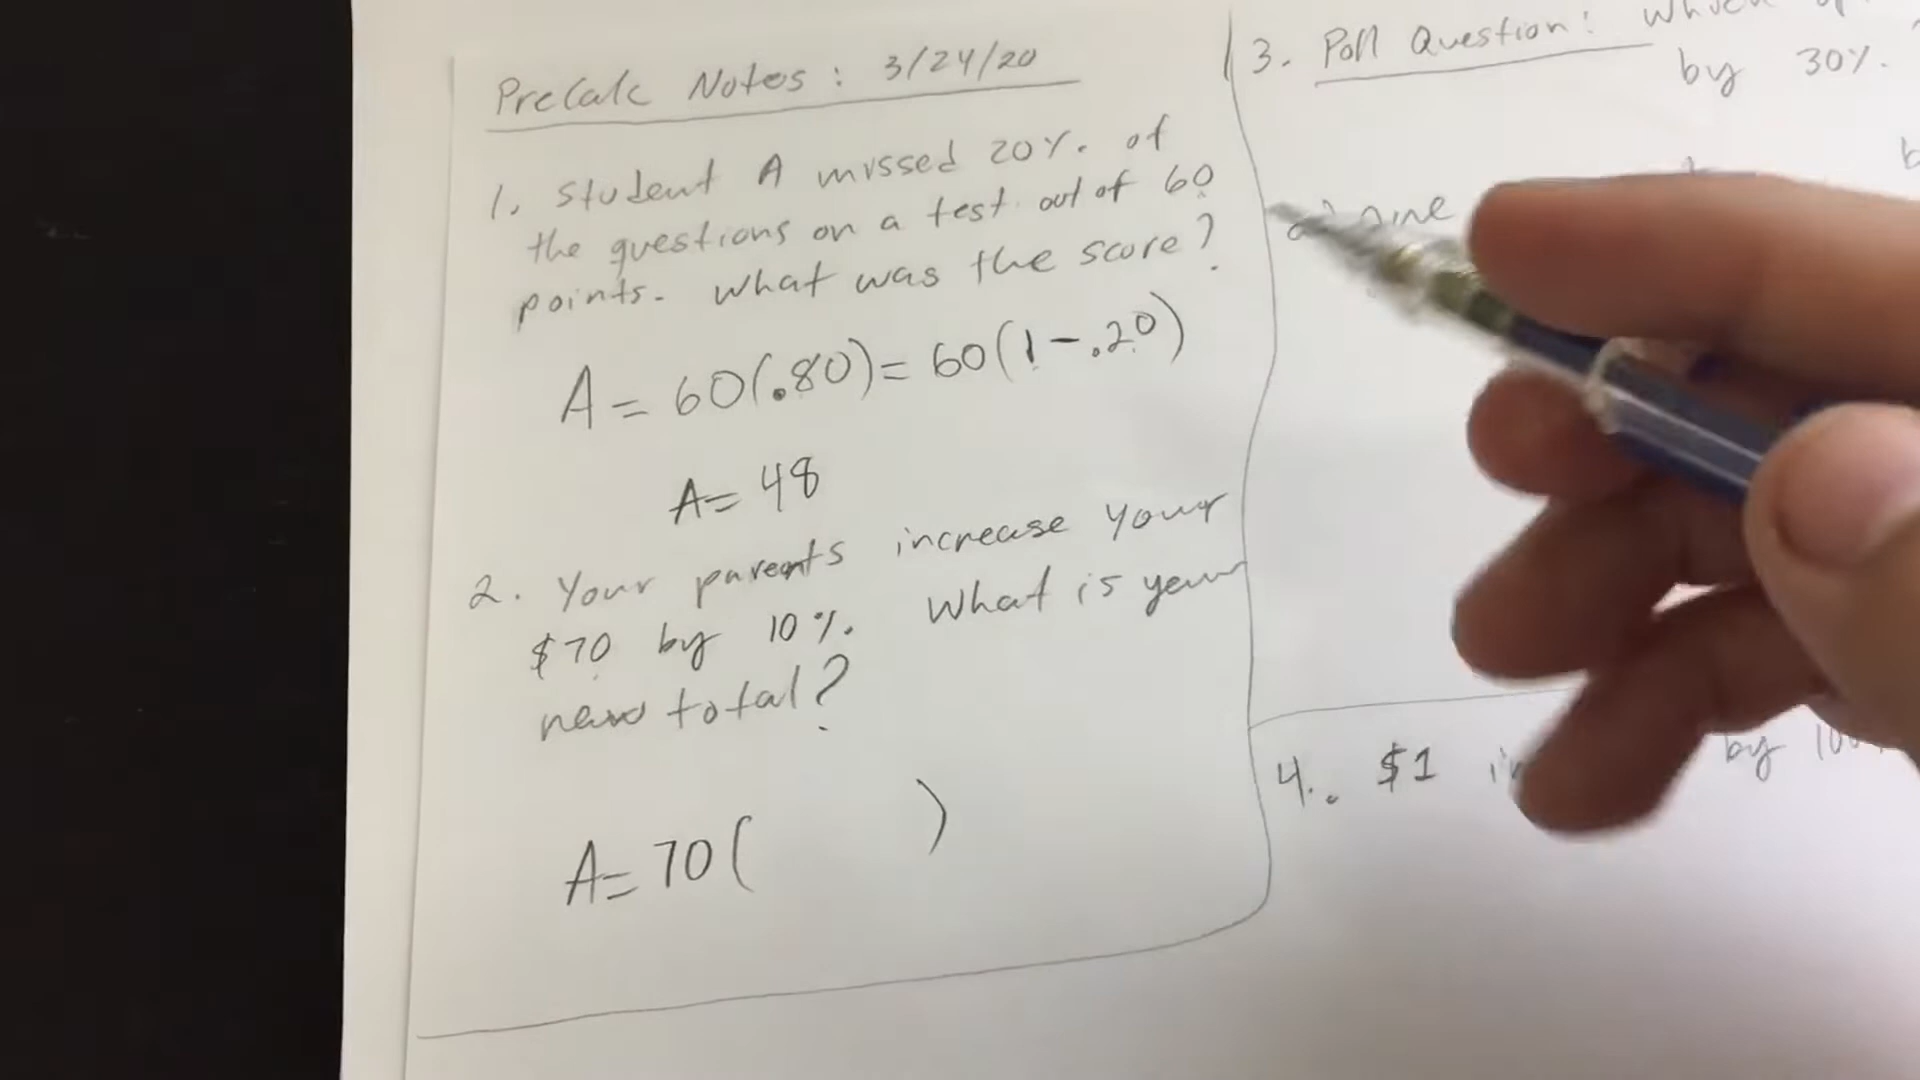 PreCalc Notes: 3/24/20
1. Student A missed 20% of
the questions on a test out of 60
points. What was the score?
A = 60(.80) = 60(1-.20)
A = 48
2. Your parents increase your
$70 by 10%. What is your
new total?
A = 70( )
3. Poll Question: Which
by 30%.
4. $1
by